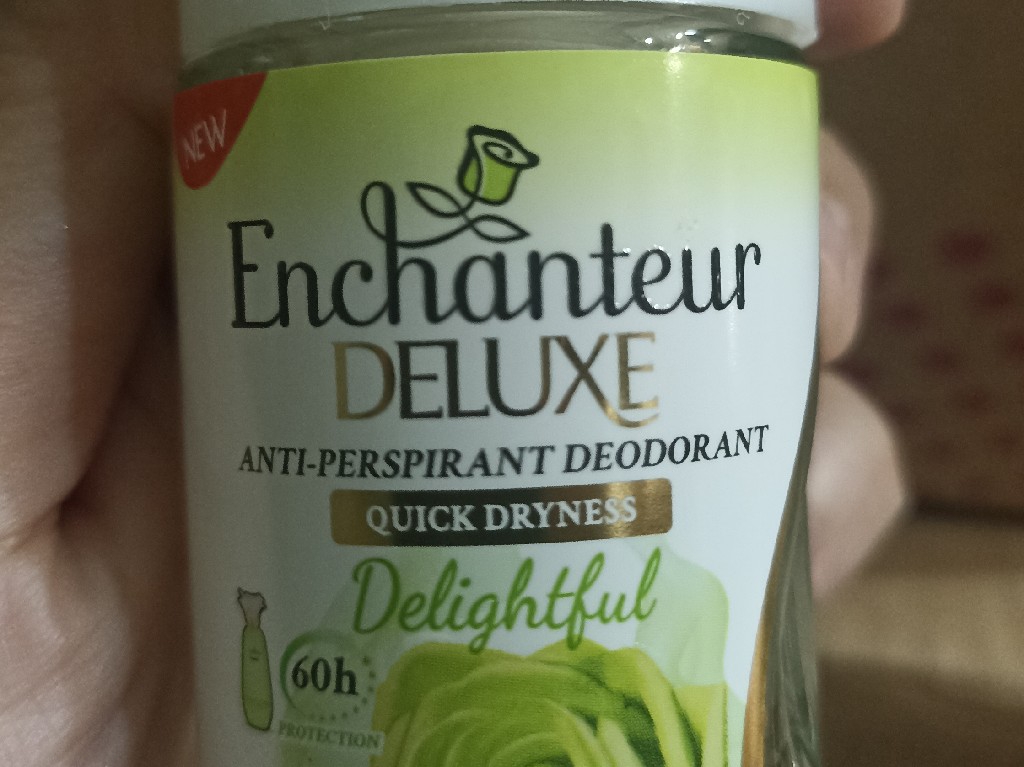 NEW
Enchanteur
DELUXE
ANTI-PERSPIRANT DEODORANT
QUICK DRYNESS
Delightful
60h
PROTECTION